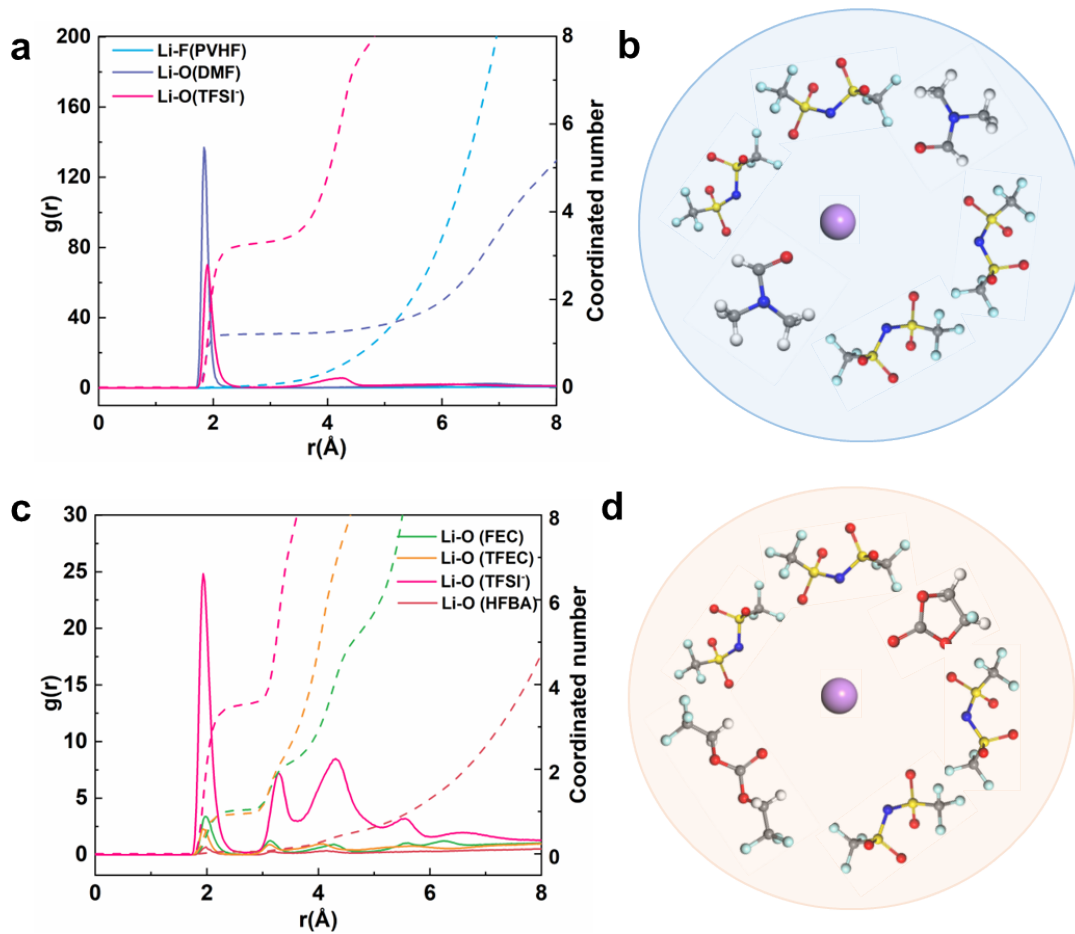 a
200
160
120
80
40
0
g(r)
Li-F(PVHF)
Li-O(DMF)
Li-O(TFSI⁻)
8
6
4
2
0
Coordinated number
0
2
4
6
8
r(Å)
b
c
30
25
20
15
10
5
0
g(r)
Li-O (FEC)
Li-O (TFEC)
Li-O (TFSI⁻)
Li-O (HFBA)
8
6
4
2
0
Coordinated number
0
2
4
6
8
r(Å)
d